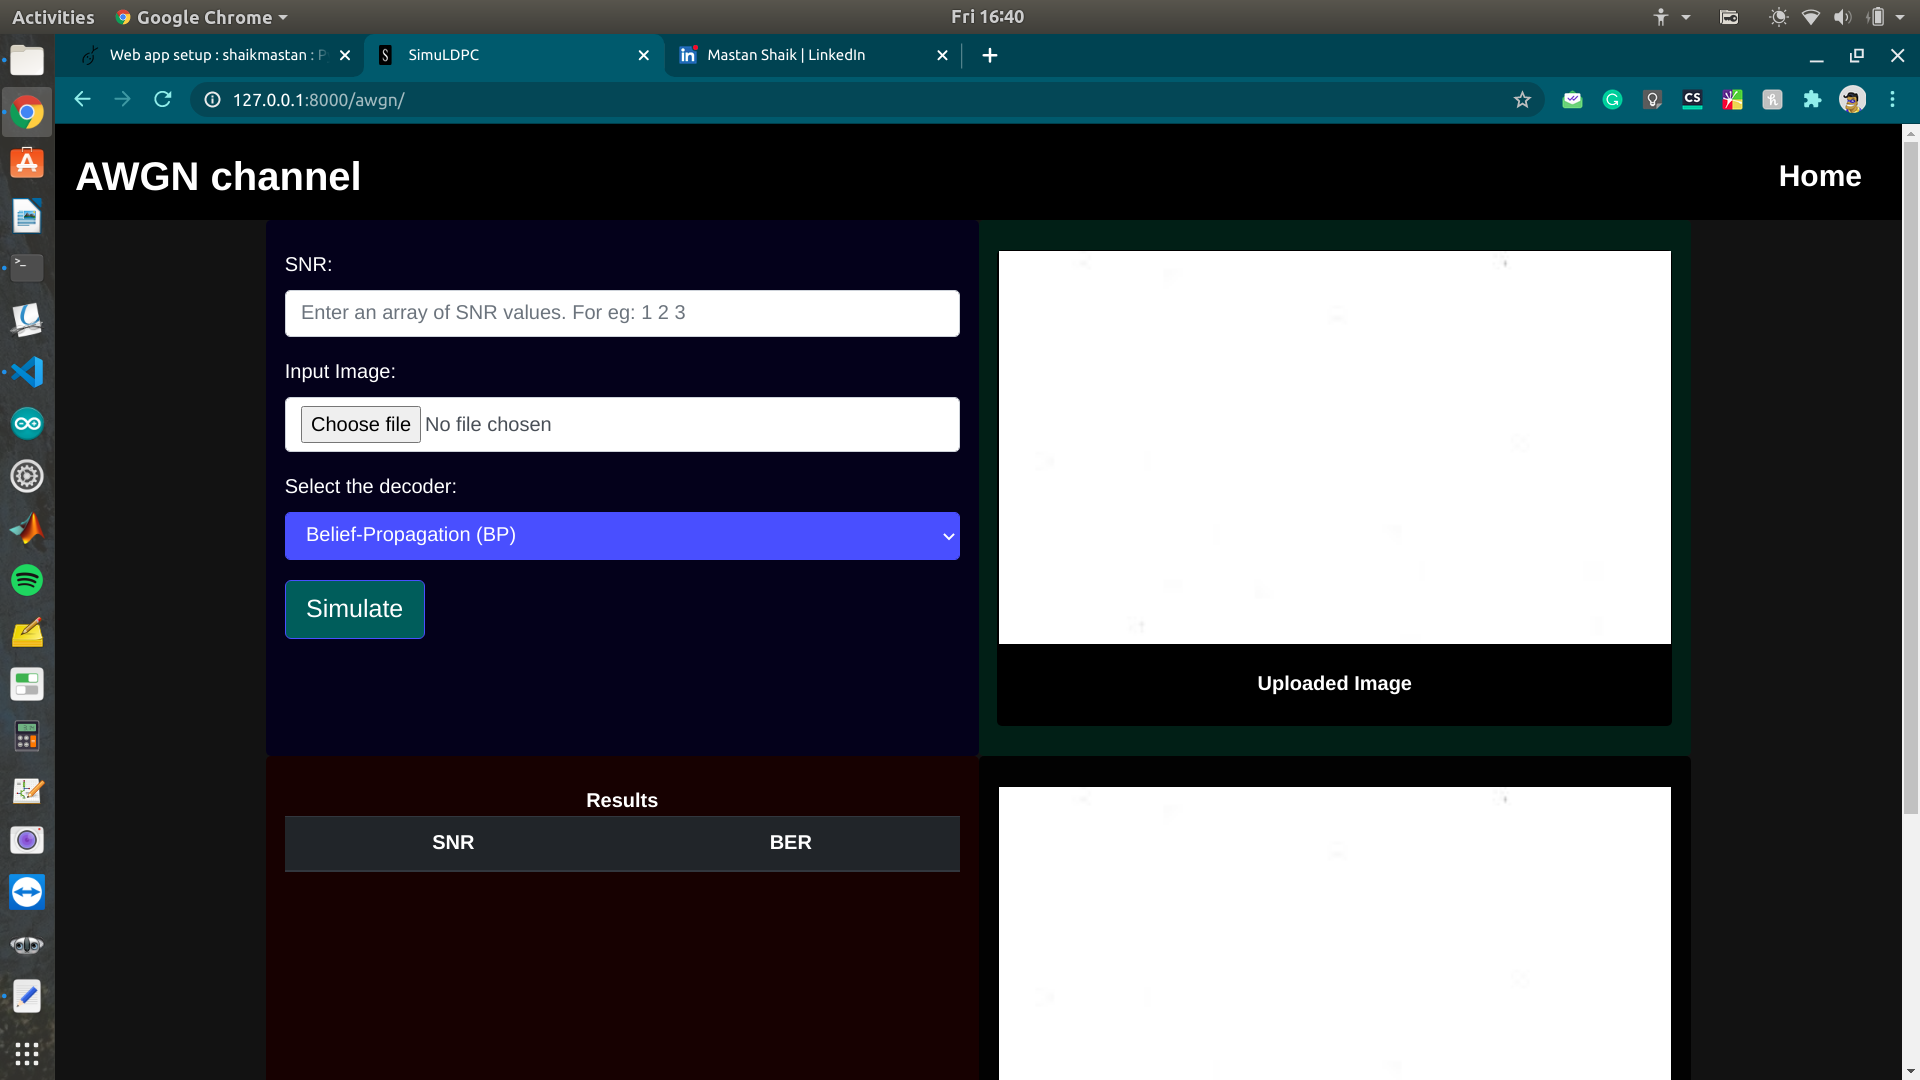 Activities
Google Chrome
Fri 16:40
Web app setup : shaikmastan : P
SimuLDPC
Mastan Shaik | LinkedIn
127.0.0.1:8000/awgn/
CS
AWGN channel
Home
SNR:
Enter an array of SNR values. For eg: 1 2 3
Input Image:
Choose file No file chosen
Select the decoder:
Belief-Propagation (BP)
Simulate
Uploaded Image
Results
SNR BER